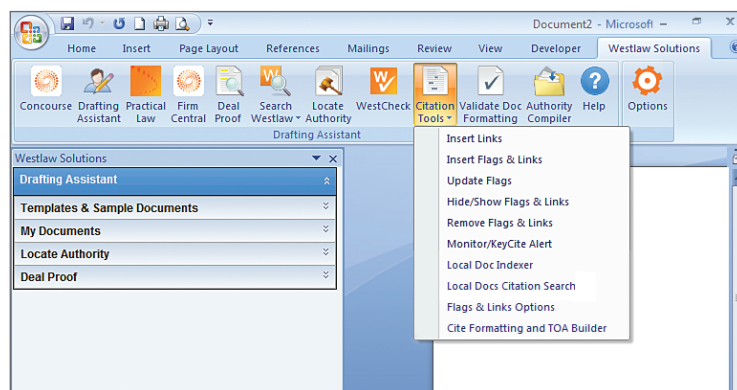 Document2 - Microsoft
Home Insert Page Layout References Mailings Review View Developer Westlaw Solutions
Concourse Drafting Practical Firm Deal Search Locate WestCheck Citation Validate Doc Authority Help Options
Assistant Law Central Proof Westlaw Authority Tools Formatting Compiler
Drafting Assistant
Insert Links
Insert Flags & Links
Update Flags
Hide/Show Flags & Links
Remove Flags & Links
Monitor/KeyCite Alert
Local Doc Indexer
Local Docs Citation Search
Flags & Links Options
Cite Formatting and TOA Builder
Westlaw Solutions
Drafting Assistant
Templates & Sample Documents
My Documents
Locate Authority
Deal Proof